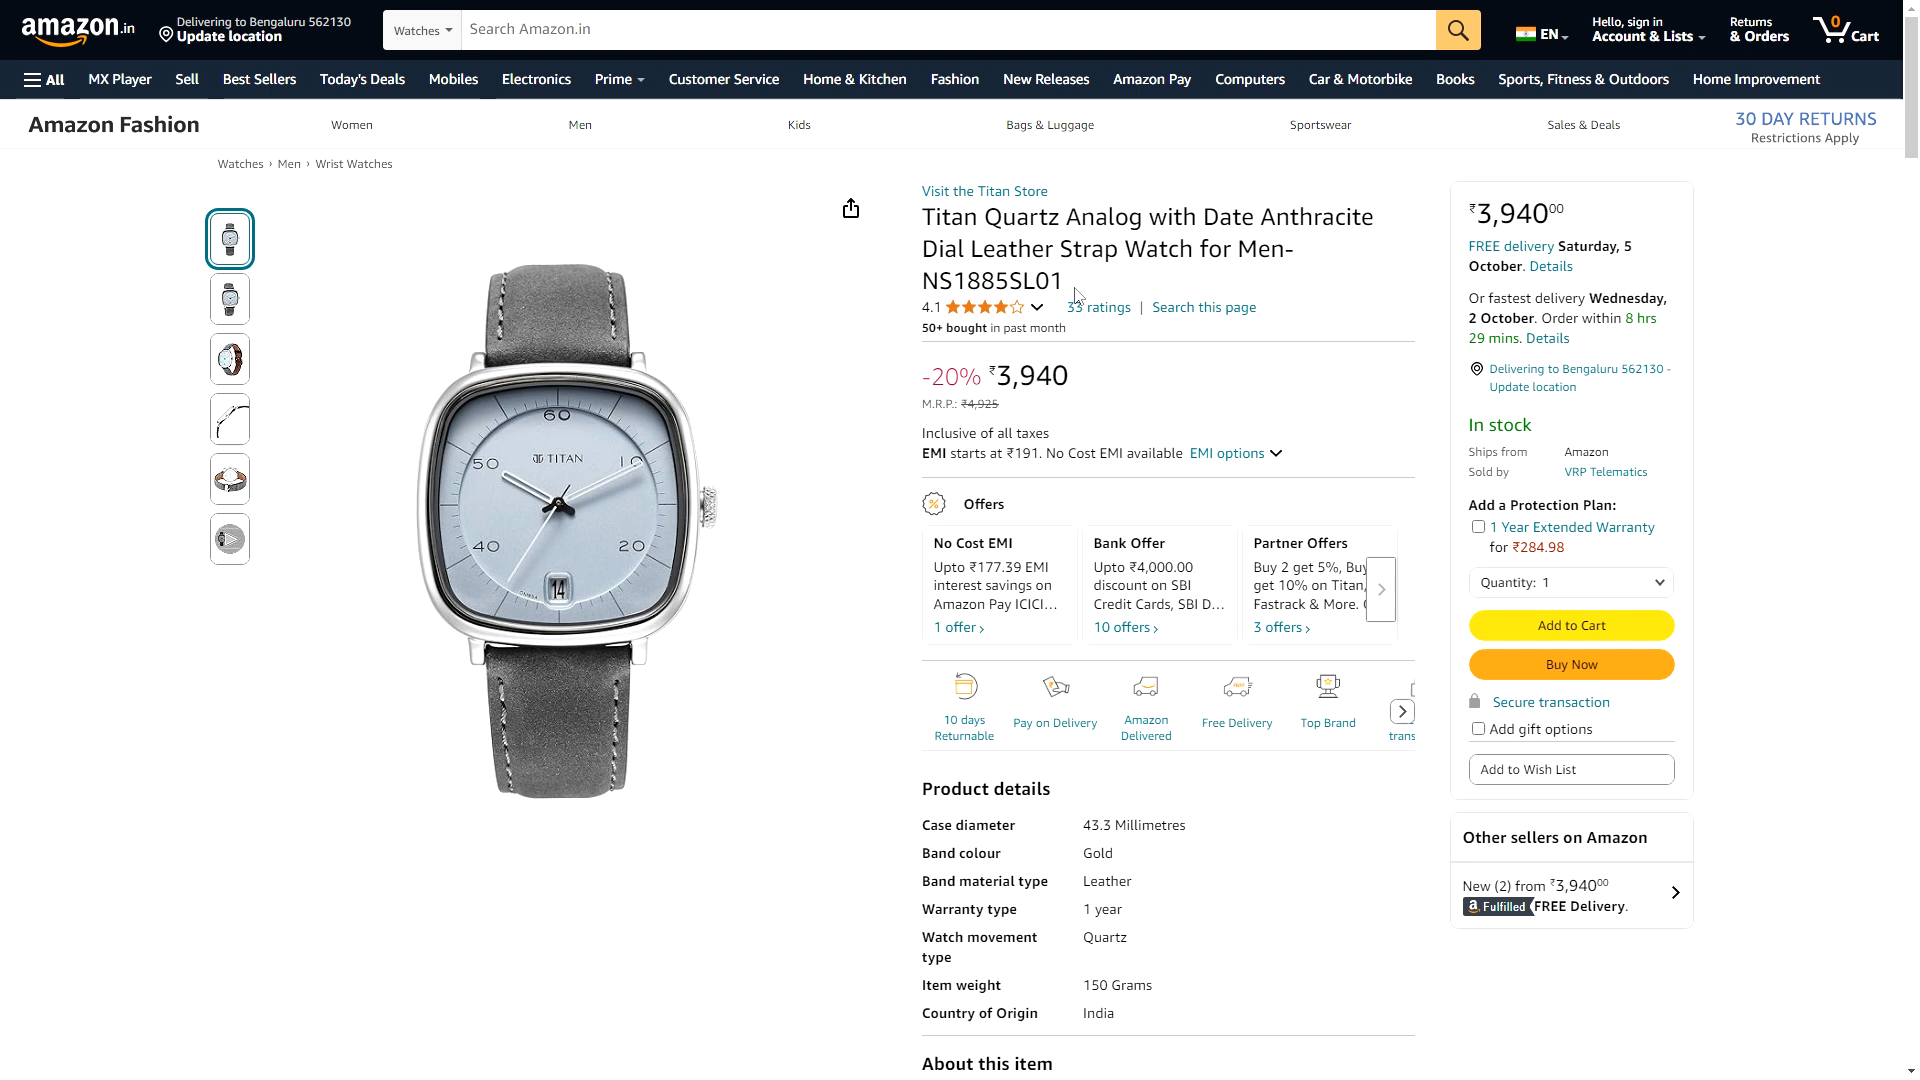 amazon.in
Delivering to Bengaluru 562130
Update location
Watches
Search Amazon.in
EN
Hello, sign in
Account & Lists
Returns
& Orders
0
Cart
All
MX Player
Sell
Best Sellers
Today's Deals
Mobiles
Electronics
Prime
Customer Service
Home & Kitchen
Fashion
New Releases
Amazon Pay
Computers
Car & Motorbike
Books
Sports, Fitness & Outdoors
Home Improvement
Amazon Fashion
Women
Men
Kids
Bags & Luggage
Sportswear
Sales & Deals
30 DAY RETURNS
Restrictions Apply
Watches › Men › Wrist Watches
60
50
TITAN
10
40
20
14
Visit the Titan Store
Titan Quartz Analog with Date Anthracite
Dial Leather Strap Watch for Men-
NS1885SL01
4.1
33 ratings | Search this page
50+ bought in past month
-20% ₹3,940
M.R.P.: ₹4,925
Inclusive of all taxes
EMI starts at ₹191. No Cost EMI available EMI options
Offers
No Cost EMI
Upto ₹177.39 EMI
interest savings on
Amazon Pay ICICI…
1 offer ›
Bank Offer
Upto ₹4,000.00
discount on SBI
Credit Cards, SBI D…
10 offers ›
Partner Offers
Buy 2 get 5%, Buy
get 10% on Titan,
Fastrack & More.
3 offers ›
10 days
Returnable
Pay on Delivery
Amazon
Delivered
Free Delivery
Top Brand
trans
Product details
Case diameter 43.3 Millimetres
Band colour Gold
Band material type Leather
Warranty type 1 year
Watch movement
type
Quartz
Item weight 150 Grams
Country of Origin India
About this item
₹3,940 00
FREE delivery Saturday, 5
October. Details
Or fastest delivery Wednesday,
2 October. Order within 8 hrs
29 mins. Details
Delivering to Bengaluru 562130 -
Update location
In stock
Ships from Amazon
Sold by VRP Telematics
Add a Protection Plan:
1 Year Extended Warranty
for ₹284.98
Quantity: 1
Add to Cart
Buy Now
Secure transaction
Add gift options
Add to Wish List
Other sellers on Amazon
New (2) from ₹3,940 00
a Fulfilled FREE Delivery.